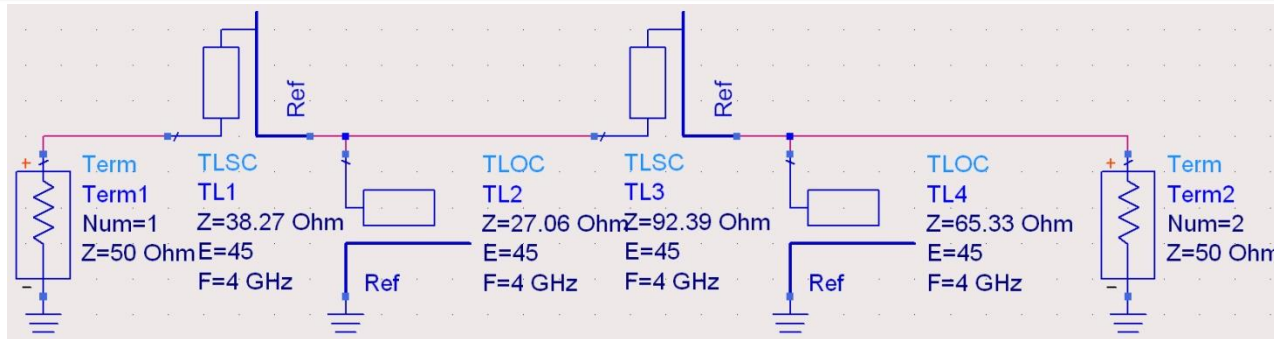 Ref
Ref
+
Term
Term1
Num=1
Z=50 Ohm
-
TLSC
TL1
Z=38.27 Ohm
E=45
F=4 GHz
Ref
TLOC
TL2
Z=27.06 Ohm
E=45
F=4 GHz
TLSC
TL3
Z=92.39 Ohm
E=45
F=4 GHz
Ref
TLOC
TL4
Z=65.33 Ohm
E=45
F=4 GHz
+
Term
Term2
Num=2
Z=50 Ohm
-